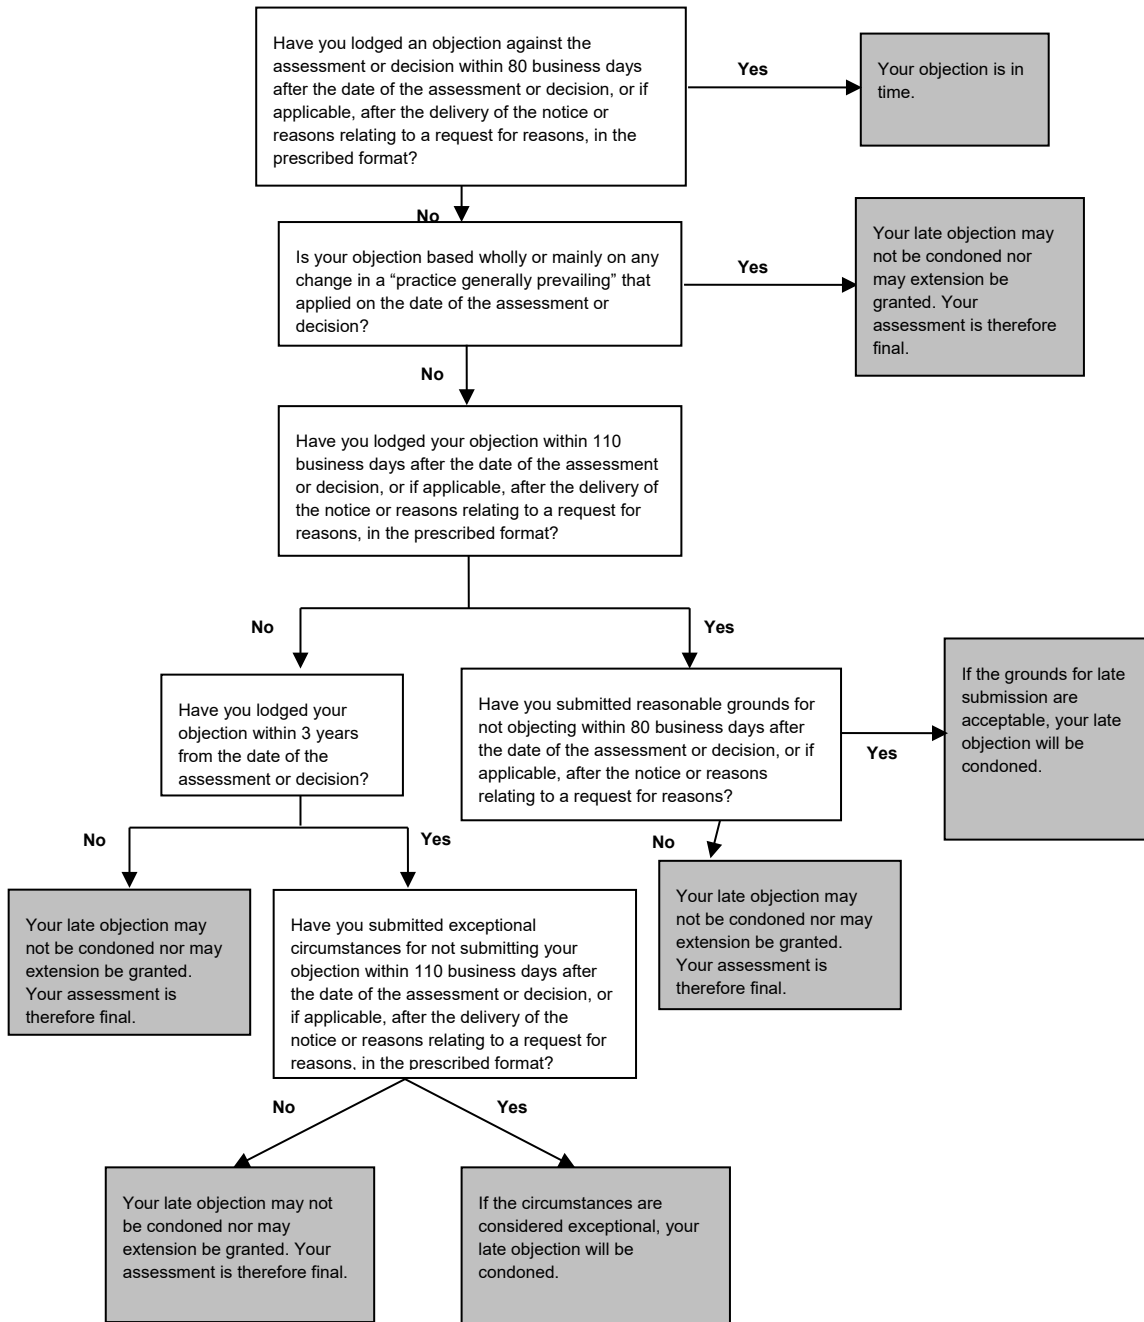 Have you lodged an objection against the
assessment or decision within 80 business days
after the date of the assessment or decision, or if
applicable, after the delivery of the notice or
reasons relating to a request for reasons, in the
prescribed format?
Yes
Your objection is in
time.
No
Is your objection based wholly or mainly on any
change in a “practice generally prevailing” that
applied on the date of the assessment or
decision?
Yes
Your late objection may
not be condoned nor
may extension be
granted. Your
assessment is therefore
final.
No
Have you lodged your objection within 110
business days after the date of the assessment
or decision, or if applicable, after the delivery of
the notice or reasons relating to a request for
reasons, in the prescribed format?
No
Yes
Have you lodged your
objection within 3 years
from the date of the
assessment or decision?
Have you submitted reasonable grounds for
not objecting within 80 business days after
the date of the assessment or decision, or if
applicable, after the notice or reasons
relating to a request for reasons?
Yes
If the grounds for late
submission are
acceptable, your late
objection will be
condoned.
No
Yes
No
Your late objection may
not be condoned nor may
extension be granted.
Your assessment is
therefore final.
Have you submitted exceptional
circumstances for not submitting your
objection within 110 business days after
the date of the assessment or decision, or
if applicable, after the delivery of the
notice or reasons relating to a request for
reasons, in the prescribed format?
Your late objection may
not be condoned nor may
extension be granted.
Your assessment is
therefore final.
No
Yes
Your late objection may not
be condoned nor may
extension be granted. Your
assessment is therefore final.
If the circumstances are
considered exceptional, your
late objection will be
condoned.